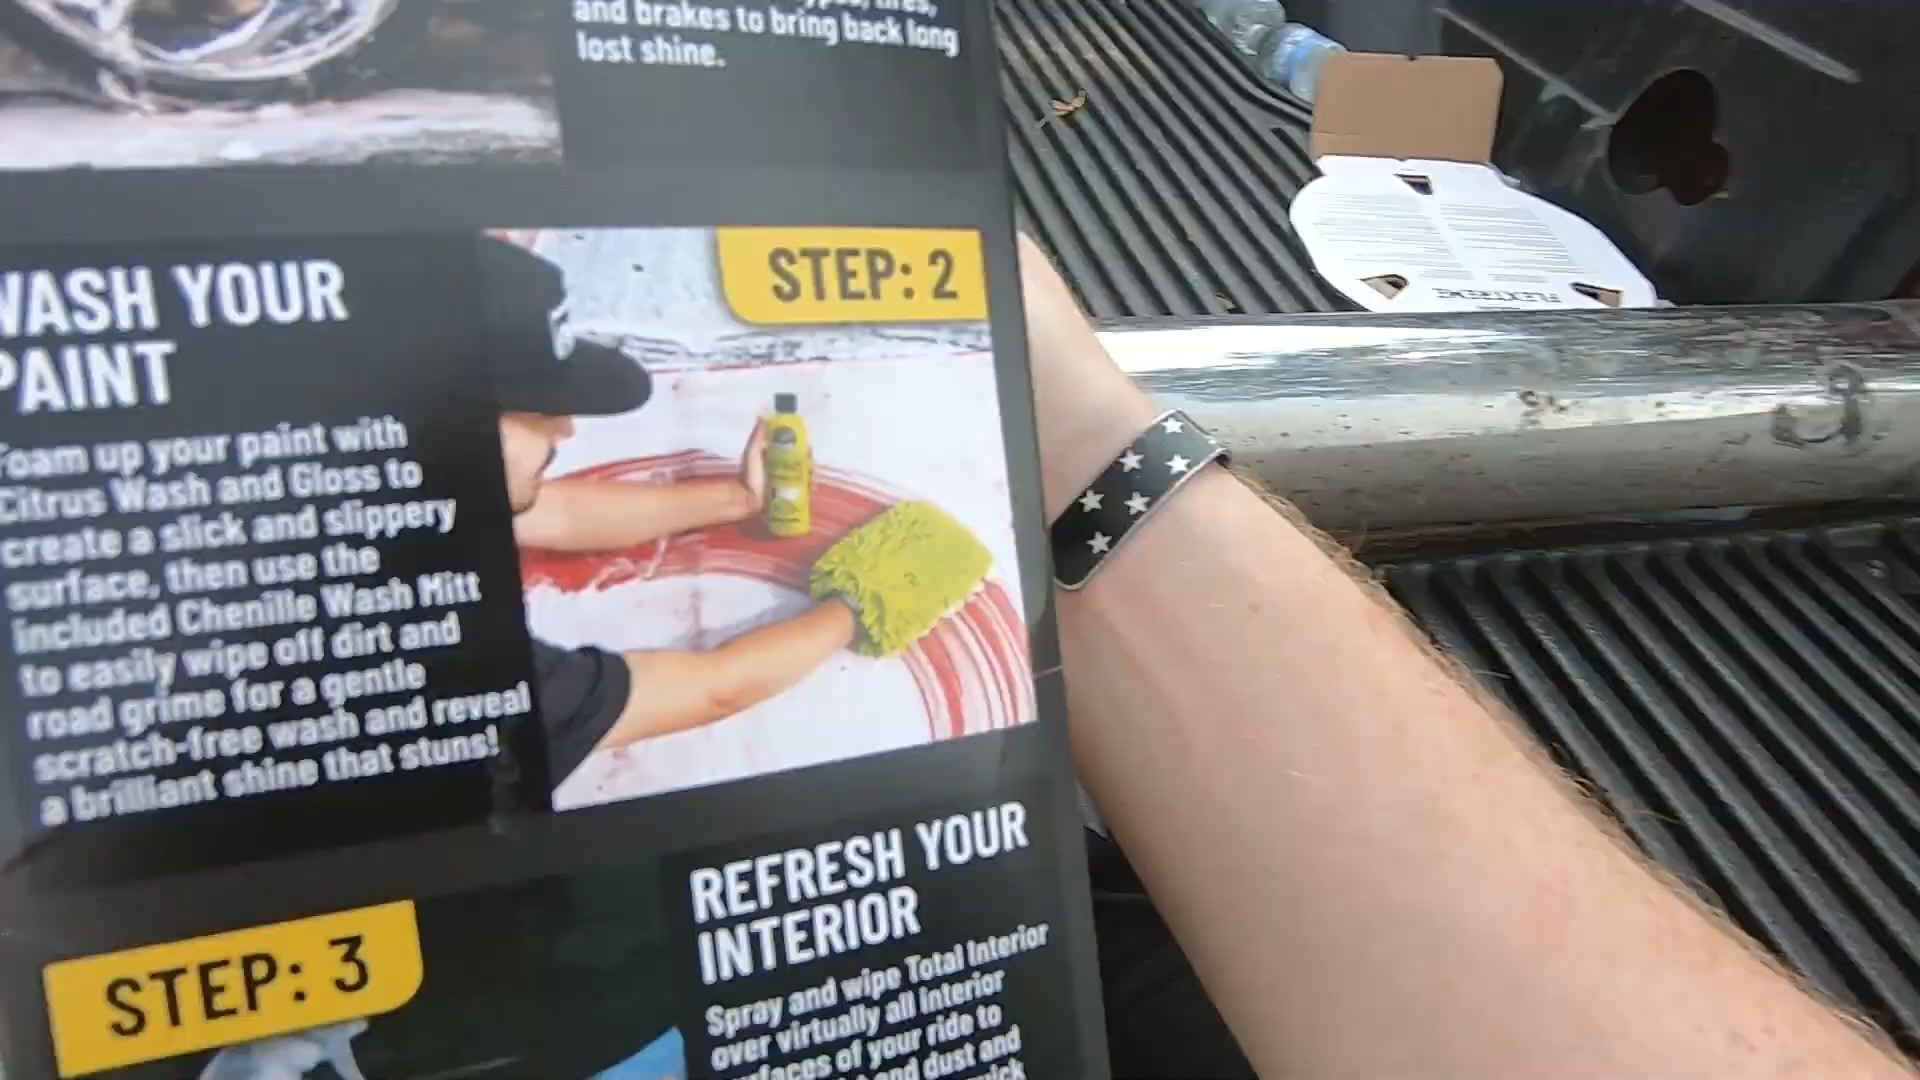 and brakes to bring back long
lost shine.
WASH YOUR
PAINT
STEP: 2
Foam up your paint with
Citrus Wash and Gloss to
create a slick and slippery
surface, then use the
included Chenille Wash Mitt
to easily wipe off dirt and
road grime for a gentle
scratch-free wash and reveal
a brilliant shine that stuns!
STEP: 3
REFRESH YOUR
INTERIOR
Spray and wipe Total Interior
over virtually all interior
surfaces of your ride to
and dust and